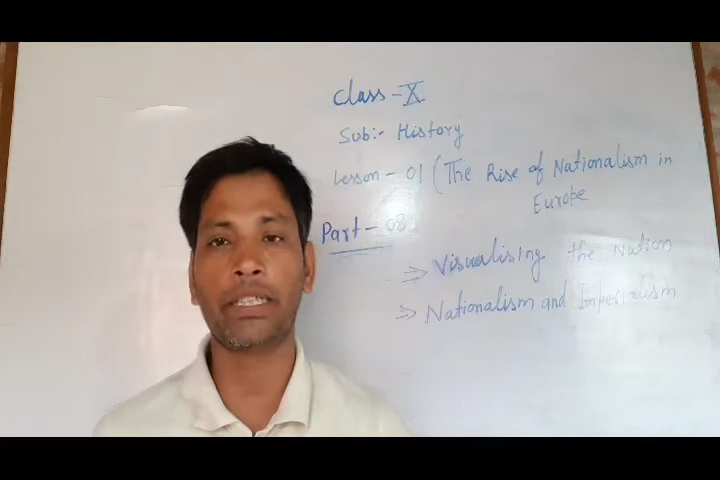 Class - X
Sub:- History
Lesson - 01 (The Rise of Nationalism in
Europe
Part - 08
⇒ Visualising the Nation
⇒ Nationalism and Imperialism